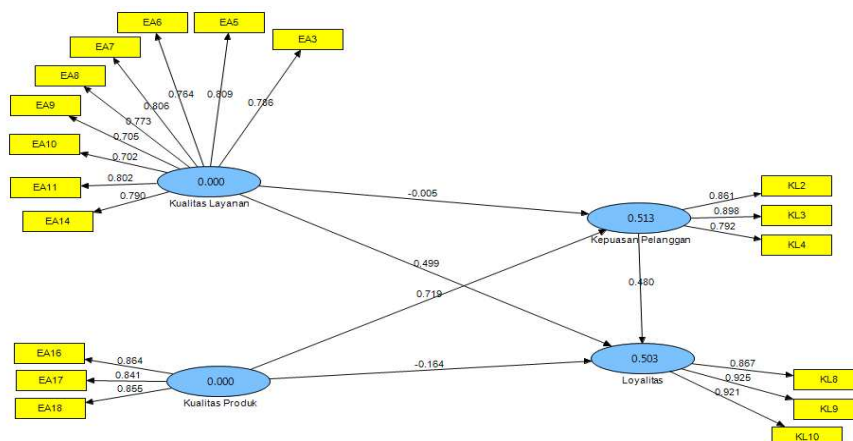 EA6
EA5
EA3
EA7
EA8
EA9
EA10
EA11
EA14
0.786
0.809
0.764
0.806
0.773
0.705
0.702
0.802
0.790
0.000
Kualitas Layanan
-0.005
0.499
0.719
-0.164
0.480
0.513
Kepuasan Pelanggan
0.861
0.898
0.792
KL2
KL3
KL4
EA16
EA17
EA18
0.864
0.841
0.855
0.000
Kualitas Produk
0.503
Loyalitas
0.867
0.925
0.921
KL8
KL9
KL10